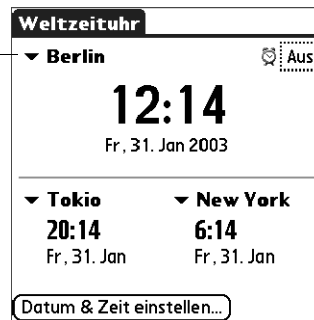 Weltzeituhr
Berlin Aus
12:14
Fr, 31. Jan 2003
Tokio New York
20:14 6:14
Fr, 31. Jan Fr, 31. Jan
Datum & Zeit einstellen...